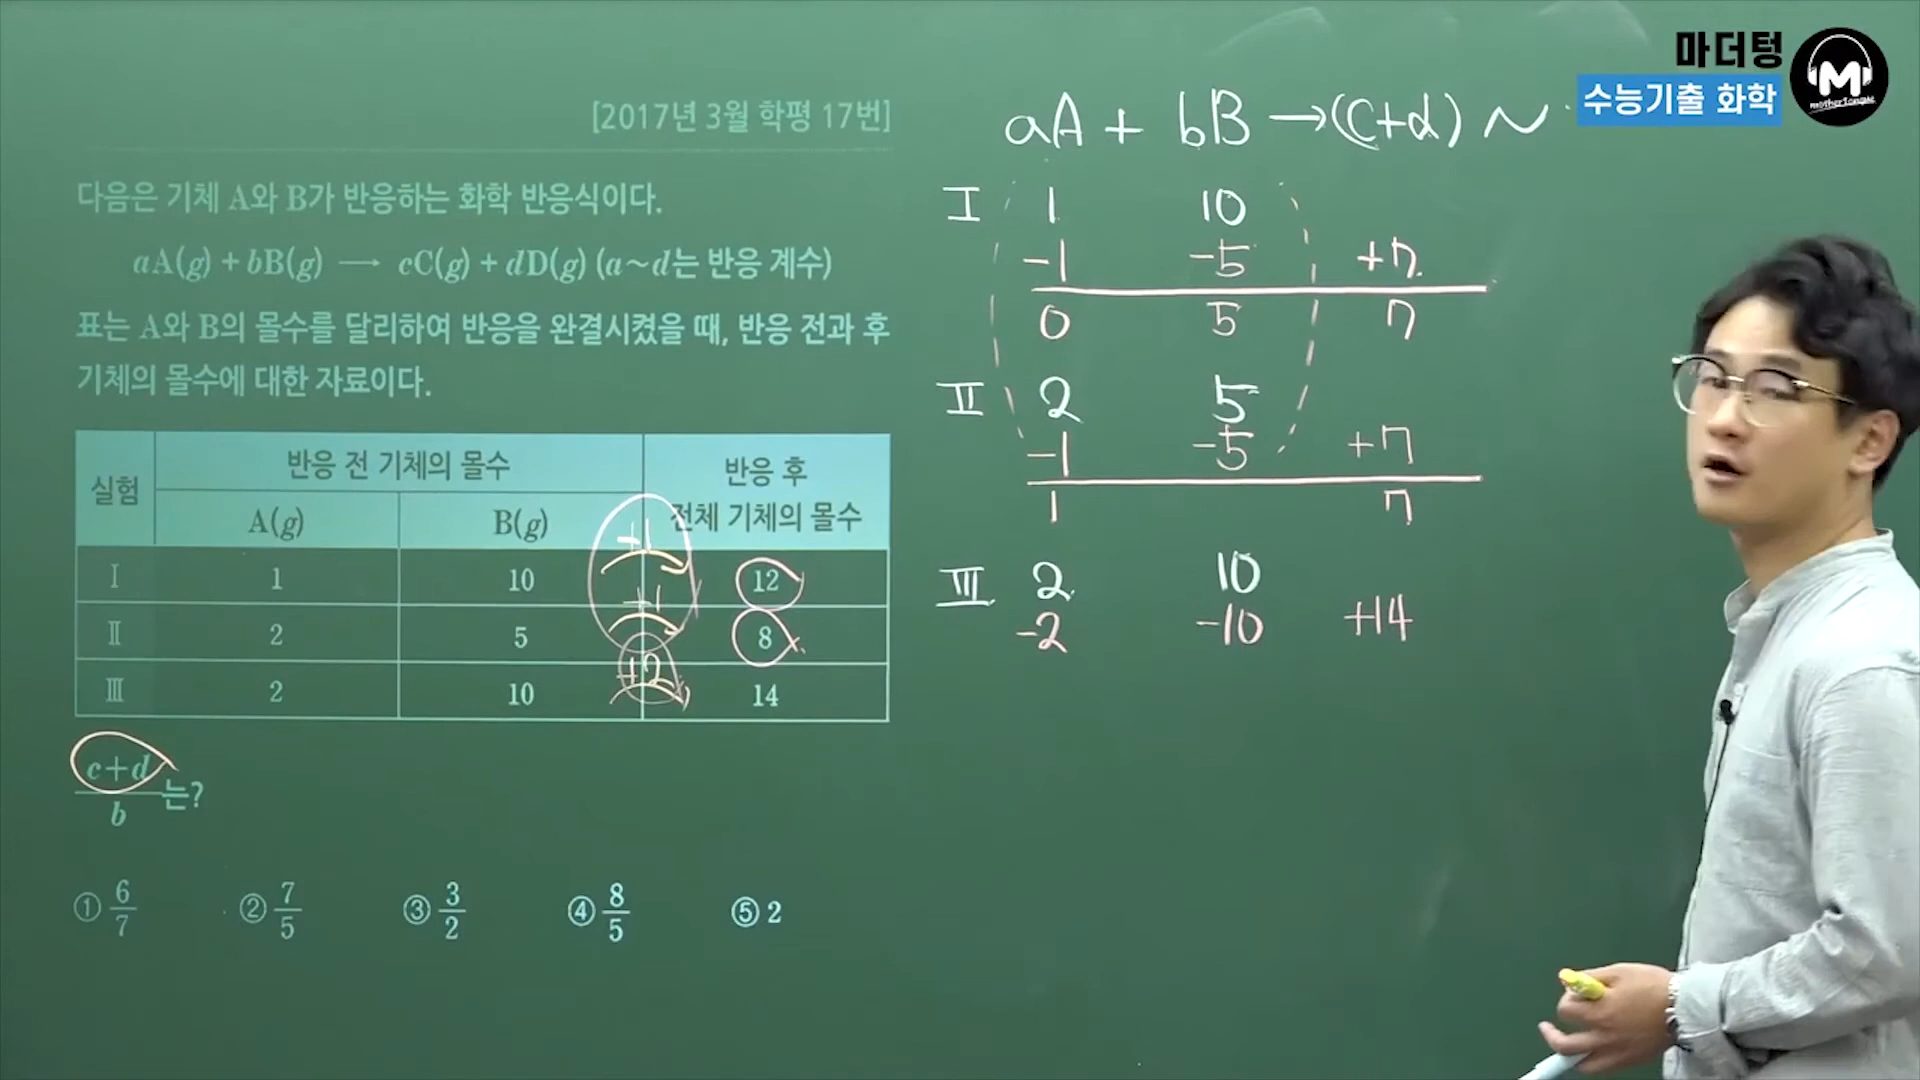 마더텅
수능기출 화학
M
mothertongue
[2017년 3월 학평 17번]
다음은 기체 A와 B가 반응하는 화학 반응식이다.
aA(g) + bB(g) ⟶ cC(g) + dD(g) (a~d는 반응 계수)
표는 A와 B의 몰수를 달리하여 반응을 완결시켰을 때, 반응 전과 후
기체의 몰수에 대한 자료이다.
실험 반응 전 기체의 몰수 반응 후 전체 기체의 몰수
A(g) B(g)
Ⅰ 1 10 12
Ⅱ 2 5 8
Ⅲ 2 10 14
+1
+1
+2
(c+d)/b 는?
① 6/7 ② 7/5 ③ 3/2 ④ 8/5 ⑤ 2
aA + bB → (c+d) ~
Ⅰ 1 10
-1 -5 +7
0 5 7
Ⅱ 2 5
-1 -5 +7
1 7
Ⅲ 2 10
-2 -10 +14